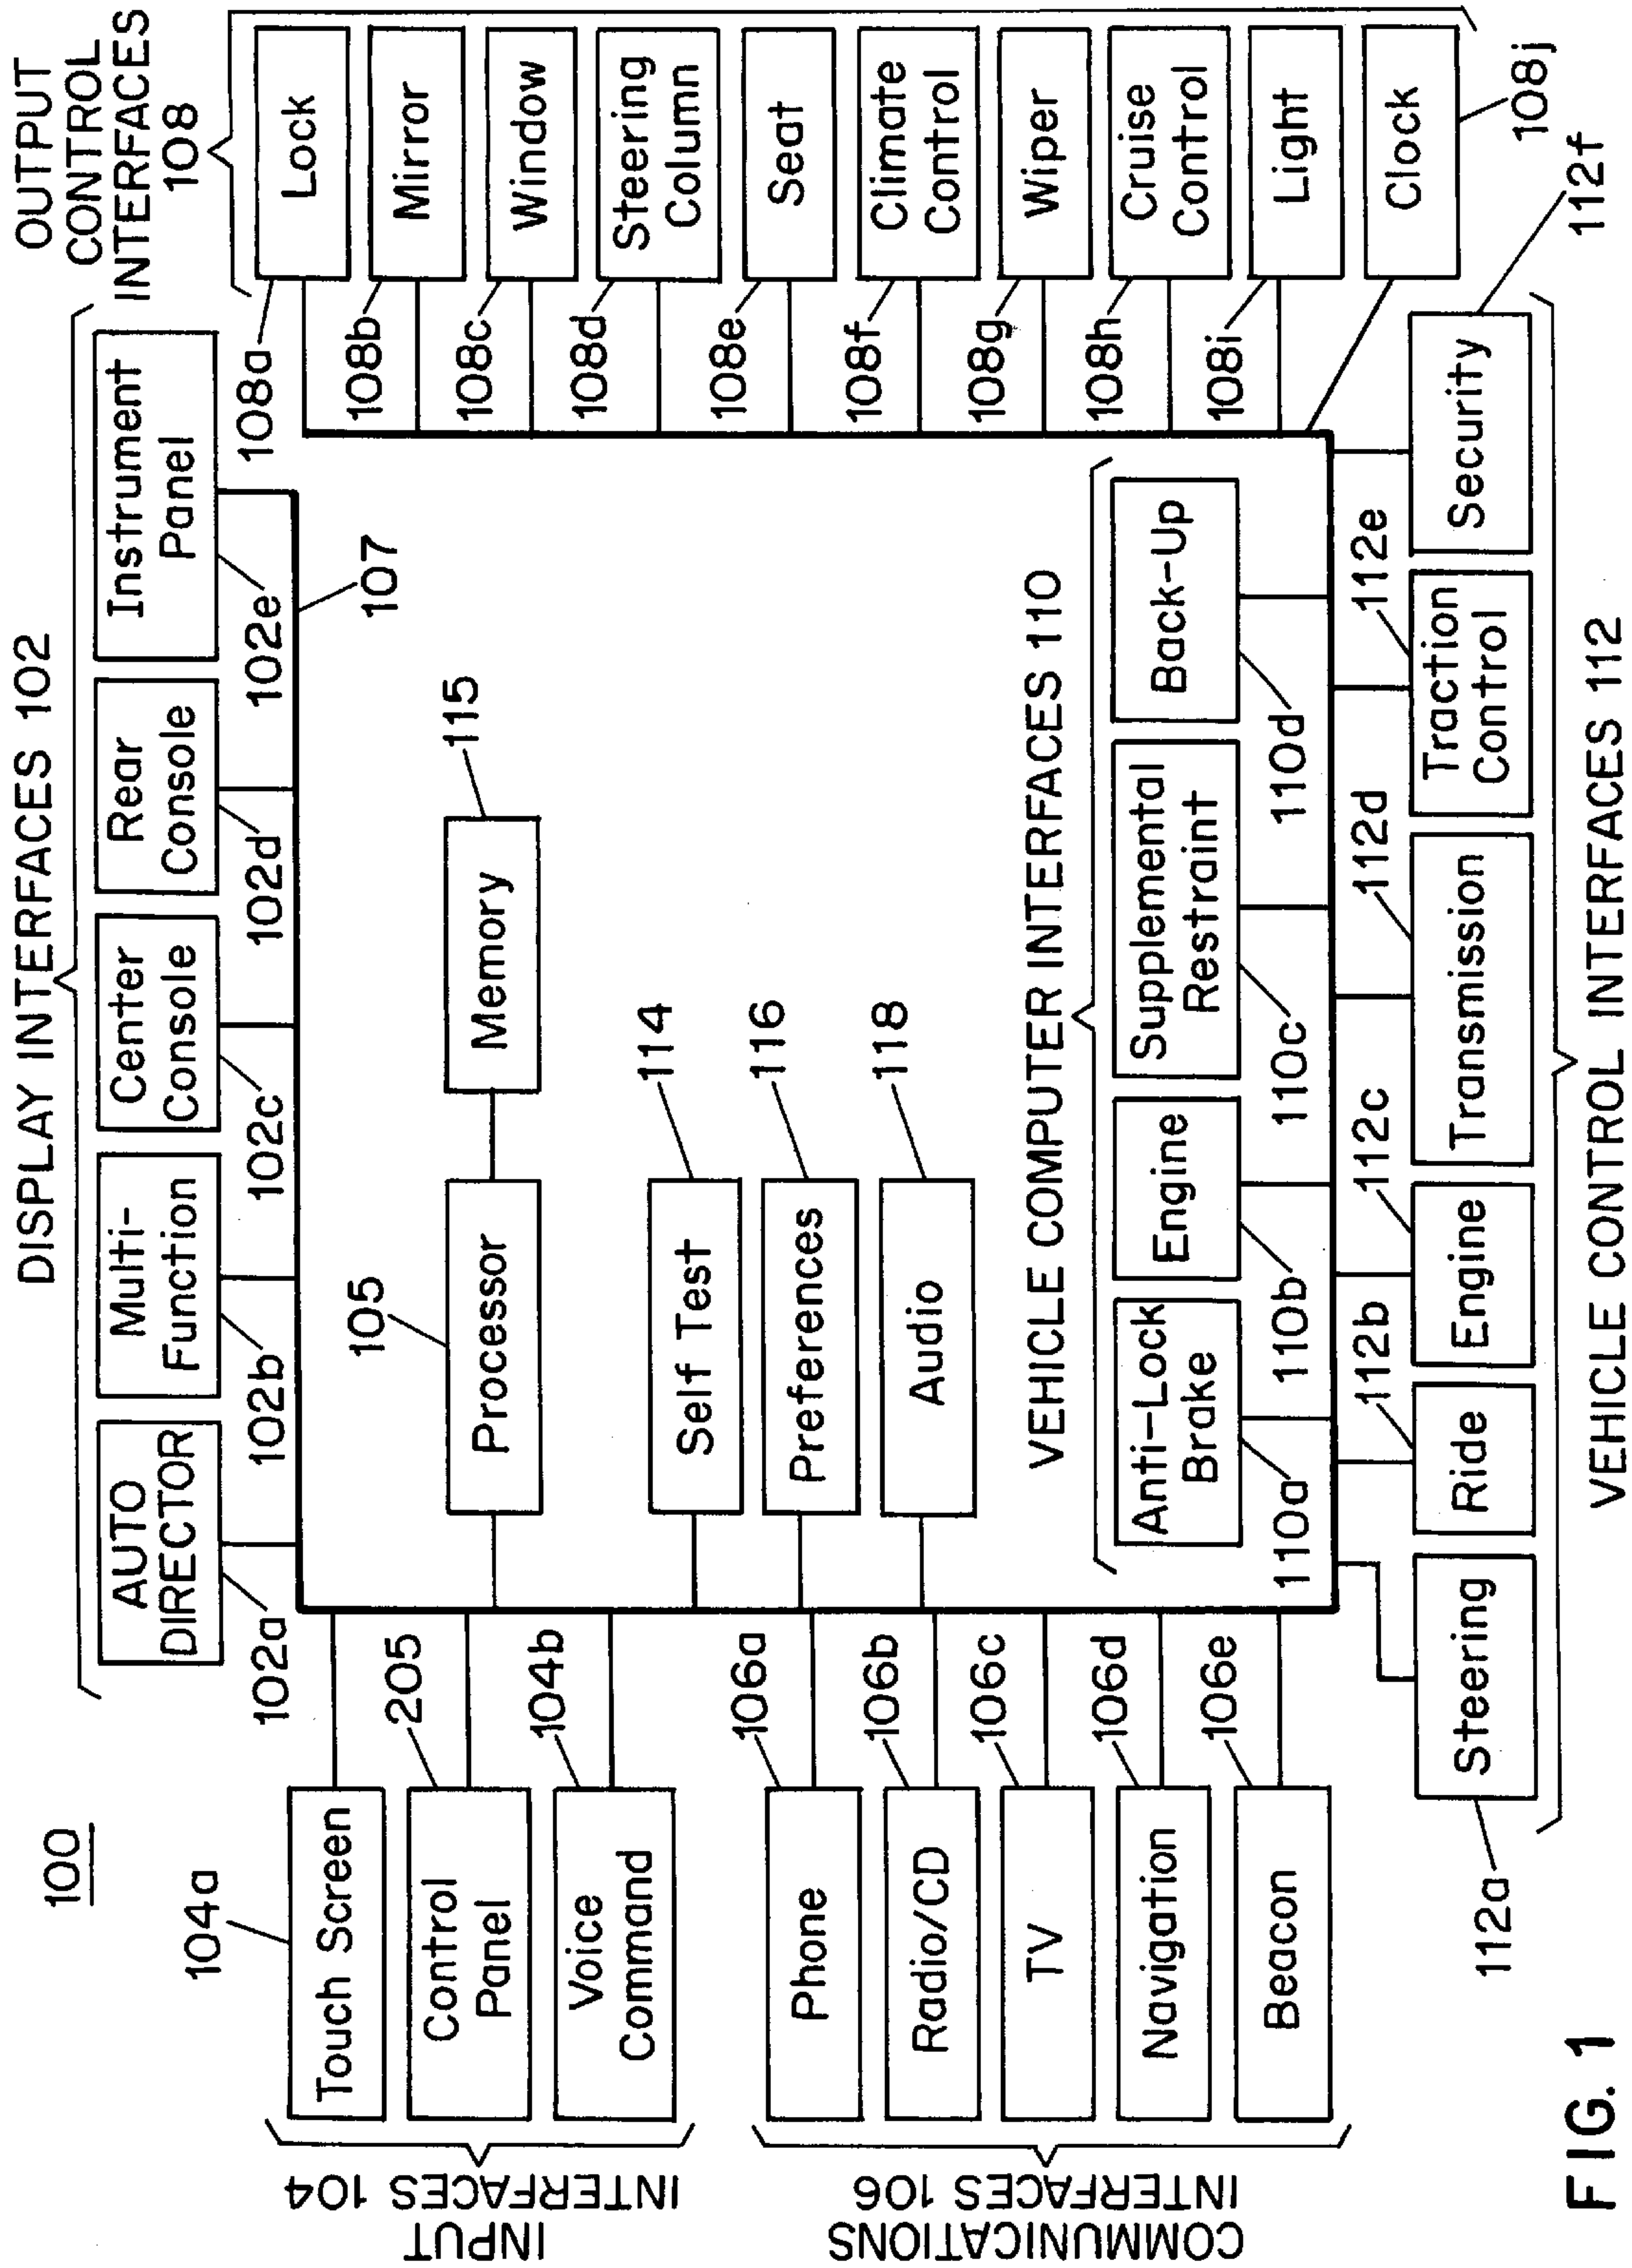 100
DISPLAY INTERFACES 102
AUTO
DIRECTOR
Multi-
Function
Center
Console
Rear
Console
Instrument
Panel
102a
102b
102c
102d
102e
107
OUTPUT
CONTROL
INTERFACES
108
Lock
Mirror
Window
Steering
Column
Seat
Climate
Control
Wiper
Cruise
Control
Light
Clock
108a
108b
108c
108d
108e
108f
108g
108h
108i
108j
INPUT
INTERFACES 104
104a
Touch Screen
205
Control
Panel
104b
Voice
Command
COMMUNICATIONS
INTERFACES 106
106a
Phone
106b
Radio/CD
106c
TV
106d
Navigation
106e
Beacon
105
Processor
115
Memory
114
Self Test
116
Preferences
118
Audio
VEHICLE COMPUTER INTERFACES 110
Anti-Lock
Brake
Engine
Supplemental
Restraint
Back-Up
110a
110b
110c
110d
112a
112b
112c
112d
112e
112f
Steering
Ride
Engine
Transmission
Traction
Control
Security
VEHICLE CONTROL INTERFACES 112
FIG. 1